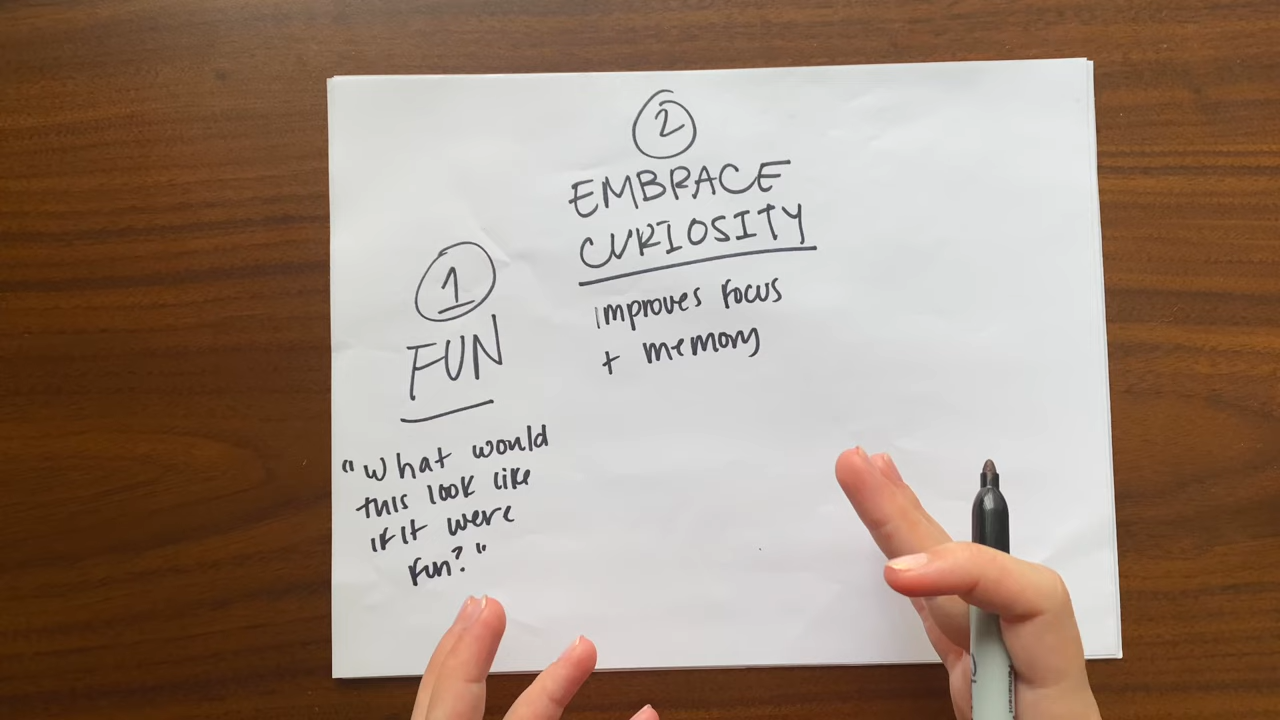 1
FUN
"What would
this look like
if it were
fun?"
2
EMBRACE
CURIOSITY
improves focus
+ memory